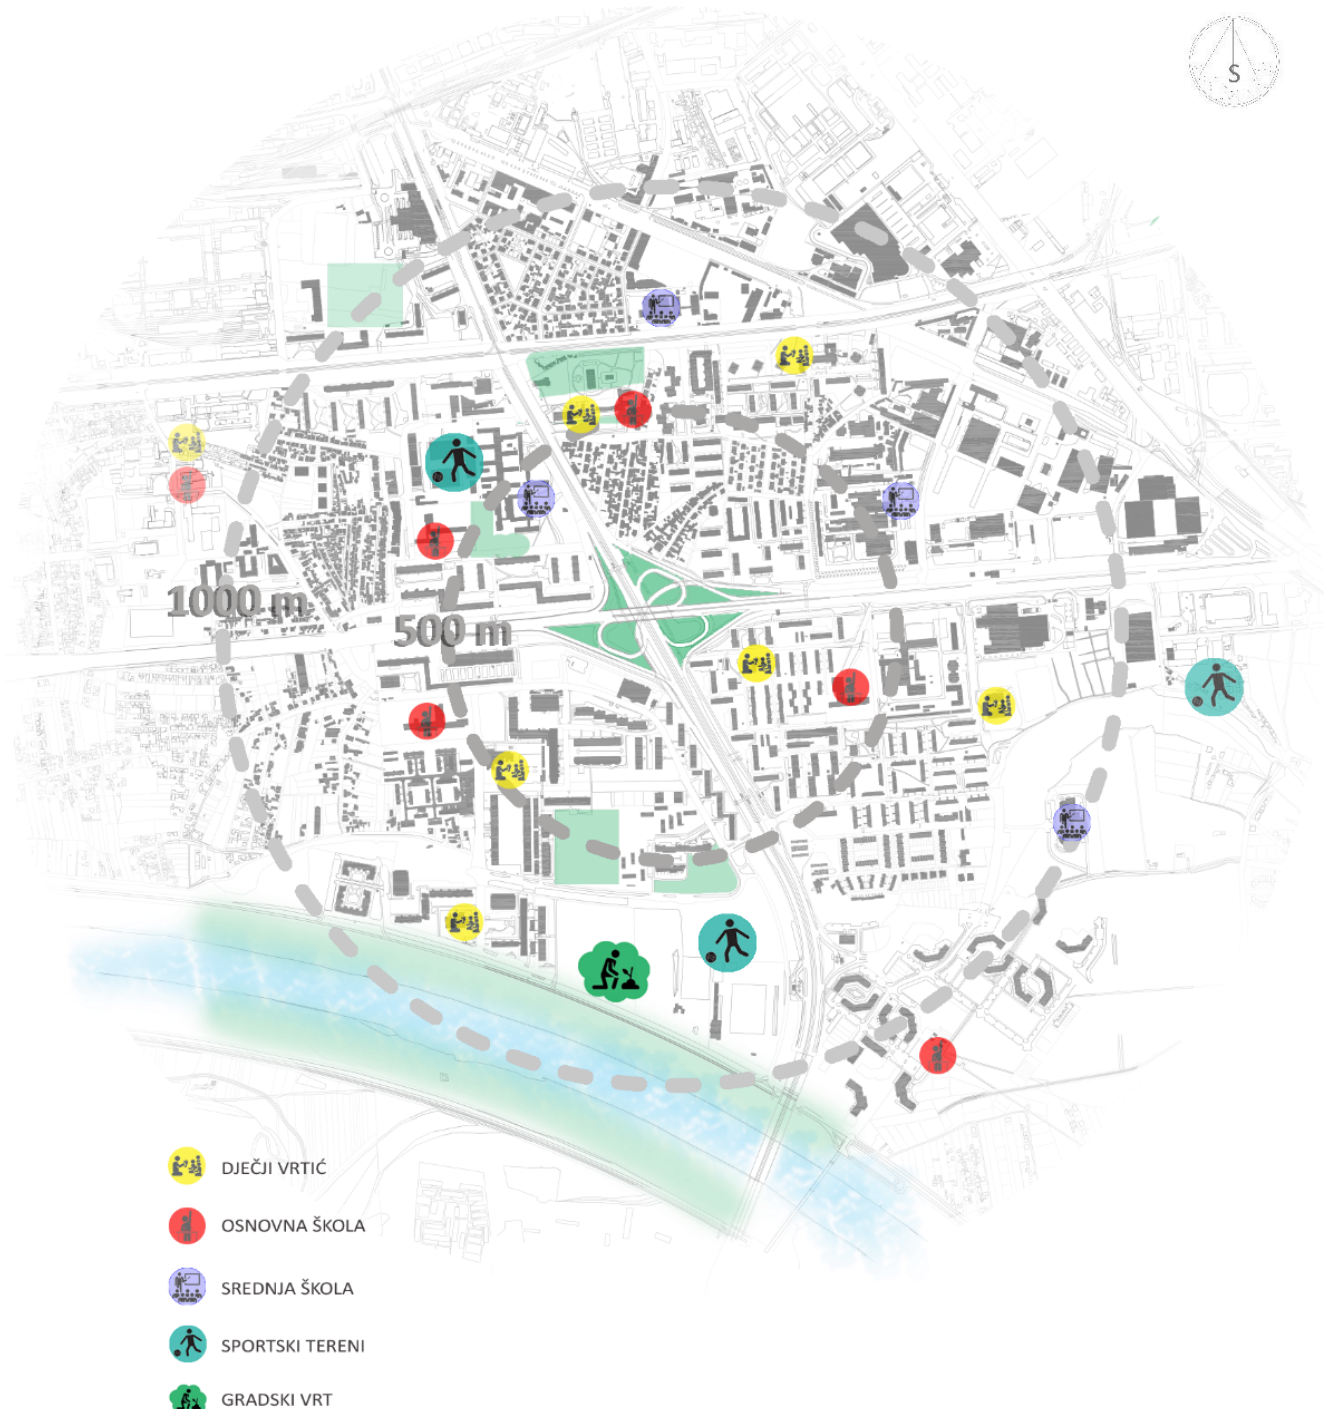 S
1000 m
500 m
DJEČJI VRTIĆ
OSNOVNA ŠKOLA
SREDNJA ŠKOLA
SPORTSKI TERENI
GRADSKI VRT